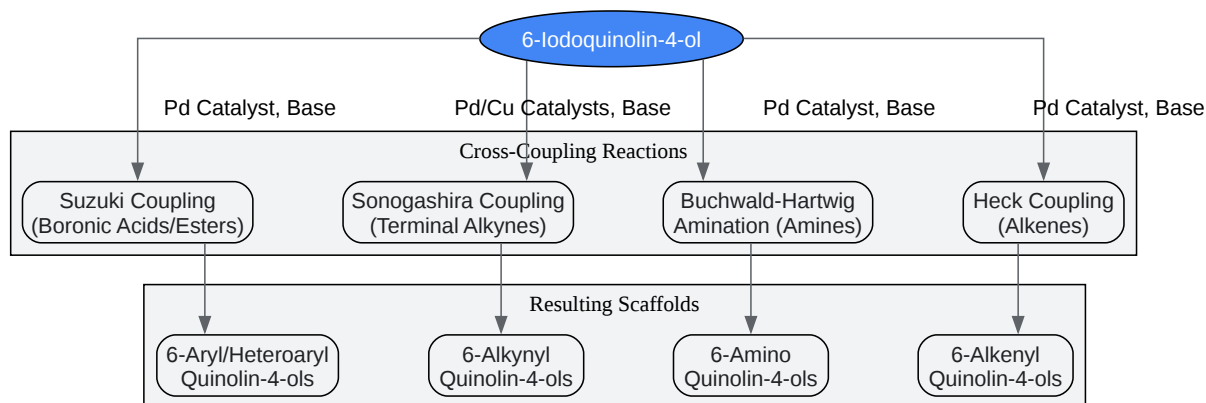 6-Iodoquinolin-4-ol
Pd Catalyst, Base
Pd/Cu Catalysts, Base
Pd Catalyst, Base
Pd Catalyst, Base
Cross-Coupling Reactions
Suzuki Coupling
(Boronic Acids/Esters)
Sonogashira Coupling
(Terminal Alkynes)
Buchwald-Hartwig
Amination (Amines)
Heck Coupling
(Alkenes)
Resulting Scaffolds
6-Aryl/Heteroaryl
Quinolin-4-ols
6-Alkynyl
Quinolin-4-ols
6-Amino
Quinolin-4-ols
6-Alkenyl
Quinolin-4-ols